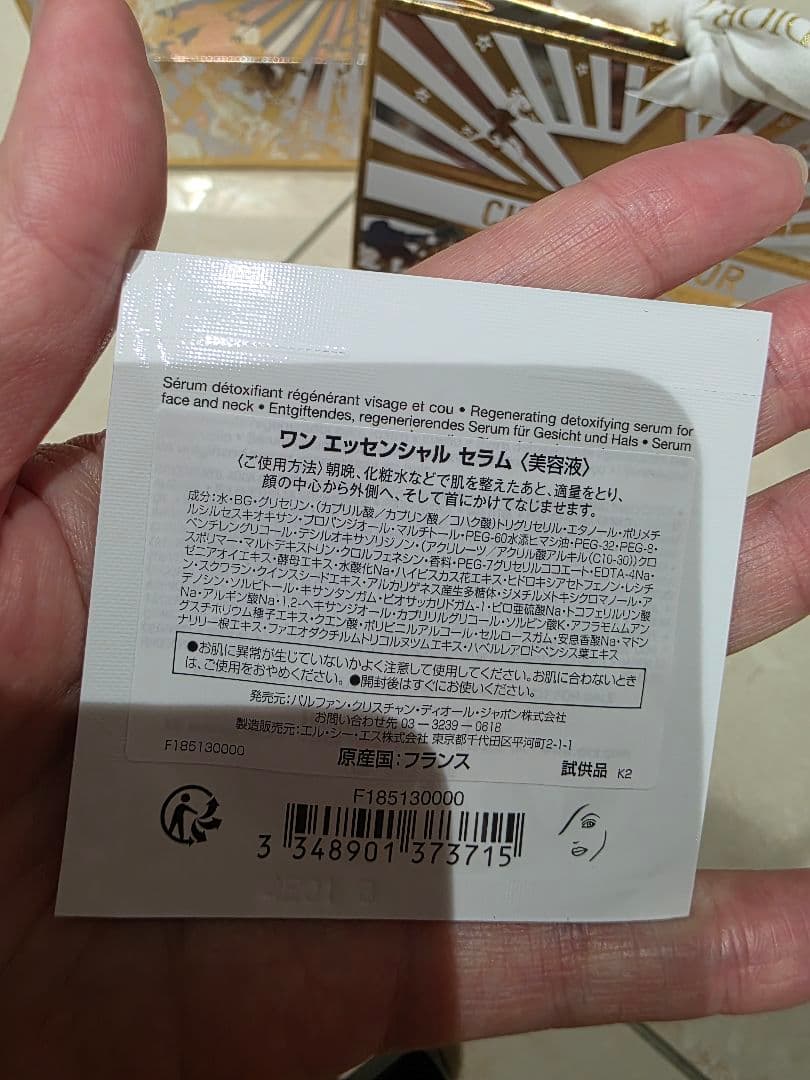 Sérum détoxifiant régénérant visage et cou • Regenerating detoxifying serum for
face and neck • Entgiftendes, regenerierendes Serum für Gesicht und Hals • Serum
ワン エッセンシャル セラム〈美容液〉
〈ご使用方法〉朝晩、化粧水などで肌を整えたあと、適量をとり、
顔の中心から外側へ、そして首にかけてなじませます。
成分:水・BG・グリセリン・(カプリル酸/カプリン酸/コハク酸)トリグリセリル・エタノール・ポリメチ
ルシルセスキオキサン・プロパンジオール・マルチトール・PEG-60水添ヒマシ油・PEG-32・PEG-8・
ペンチレングリコール・デシルオキサゾリジノン・(アクリレーツ/アクリル酸アルキル(C10-30))クロ
スポリマー・マルトデキストリン・クロルフェネシン・香料・PEG-7グリセリルココエート・EDTA-4Na・
ゼニアオイエキス・酵母エキス・水酸化Na・ハイビスカス花エキス・ヒドロキシアセトフェノン・レシチ
ン・スクワラン・クインスシードエキス・アルカリゲネス産生多糖体・ジメチルメトキシクロマノール・ア
デノシン・ソルビトール・キサンタンガム・ビオサッカリドガム-1・ピロ亜硫酸Na・トコフェリルリン酸
Na・アルギン酸Na・1,2-ヘキサンジオール・カプリリルグリコール・ソルビン酸K・アフラモムムアン
グスチホリウム種子エキス・クエン酸・ポリビニルアルコール・セルロースガム・安息香酸Na・マドン
ナリリー根エキス・ファエオダクチルムトリコルヌツムエキス・ハベルレアロドペンシス葉エキス
●お肌に異常が生じていないかよく注意して使用してください。お肌に合わないとき
は、ご使用をおやめください。●開封後はすぐにお使いください。
発売元:パルファン・クリスチャン・ディオール・ジャポン株式会社
お問い合わせ先 03-3239-0618
製造販売元:エル・シー・エス株式会社 東京都千代田区平河町2-1-1
F185130000
原産国:フランス
試供品 K2
F185130000
3 348901 373715